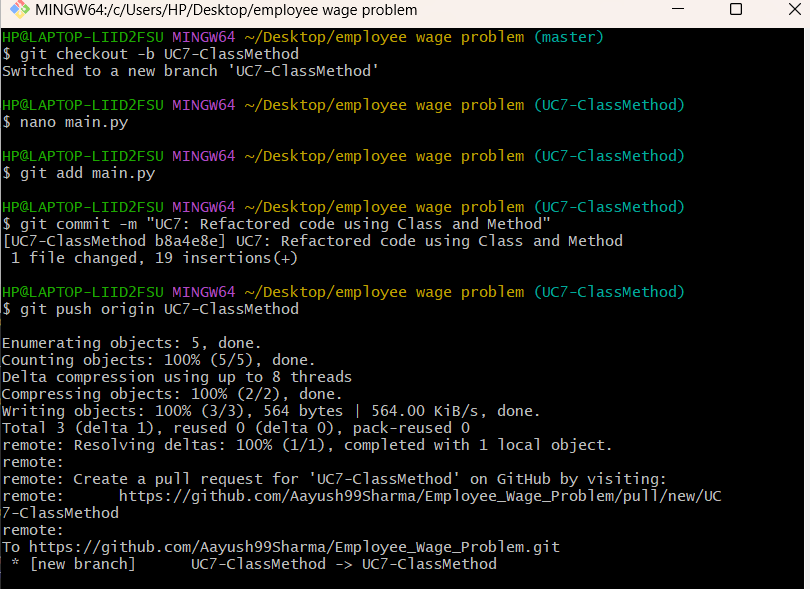 MINGW64:/c/Users/HP/Desktop/employee wage problem
HP@LAPTOP-LIID2FSU MINGW64 ~/Desktop/employee wage problem (master)
$ git checkout -b UC7-ClassMethod
Switched to a new branch 'UC7-ClassMethod'
HP@LAPTOP-LIID2FSU MINGW64 ~/Desktop/employee wage problem (UC7-ClassMethod)
$ nano main.py
HP@LAPTOP-LIID2FSU MINGW64 ~/Desktop/employee wage problem (UC7-ClassMethod)
$ git add main.py
HP@LAPTOP-LIID2FSU MINGW64 ~/Desktop/employee wage problem (UC7-ClassMethod)
$ git commit -m "UC7: Refactored code using Class and Method"
[UC7-ClassMethod b8a4e8e] UC7: Refactored code using Class and Method
 1 file changed, 19 insertions(+)
HP@LAPTOP-LIID2FSU MINGW64 ~/Desktop/employee wage problem (UC7-ClassMethod)
$ git push origin UC7-ClassMethod
Enumerating objects: 5, done.
Counting objects: 100% (5/5), done.
Delta compression using up to 8 threads
Compressing objects: 100% (2/2), done.
Writing objects: 100% (3/3), 564 bytes | 564.00 KiB/s, done.
Total 3 (delta 1), reused 0 (delta 0), pack-reused 0
remote: Resolving deltas: 100% (1/1), completed with 1 local object.
remote:
remote: Create a pull request for 'UC7-ClassMethod' on GitHub by visiting:
remote:      https://github.com/Aayush99Sharma/Employee_Wage_Problem/pull/new/UC
7-ClassMethod
remote:
To https://github.com/Aayush99Sharma/Employee_Wage_Problem.git
 * [new branch]      UC7-ClassMethod -> UC7-ClassMethod